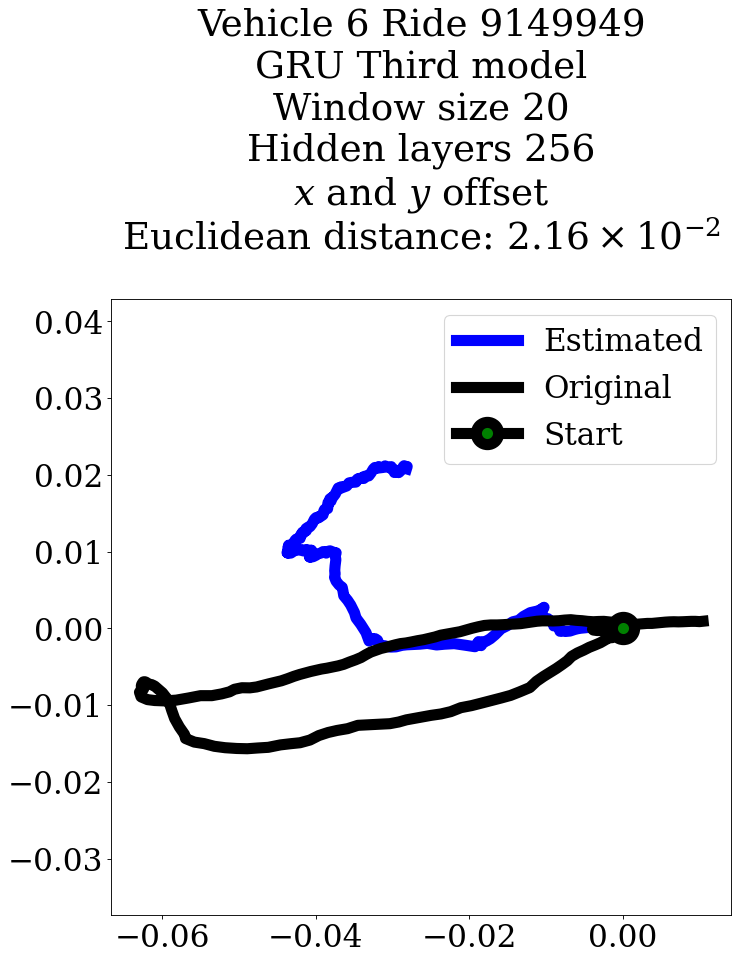 Vehicle 6 Ride 9149949
GRU Third model
Window size 20
Hidden layers 256
x and y offset
Euclidean distance: 2.16 × 10⁻²
Estimated
Original
Start
0.04
0.03
0.02
0.01
0.00
−0.01
−0.02
−0.03
−0.06 −0.04 −0.02 0.00